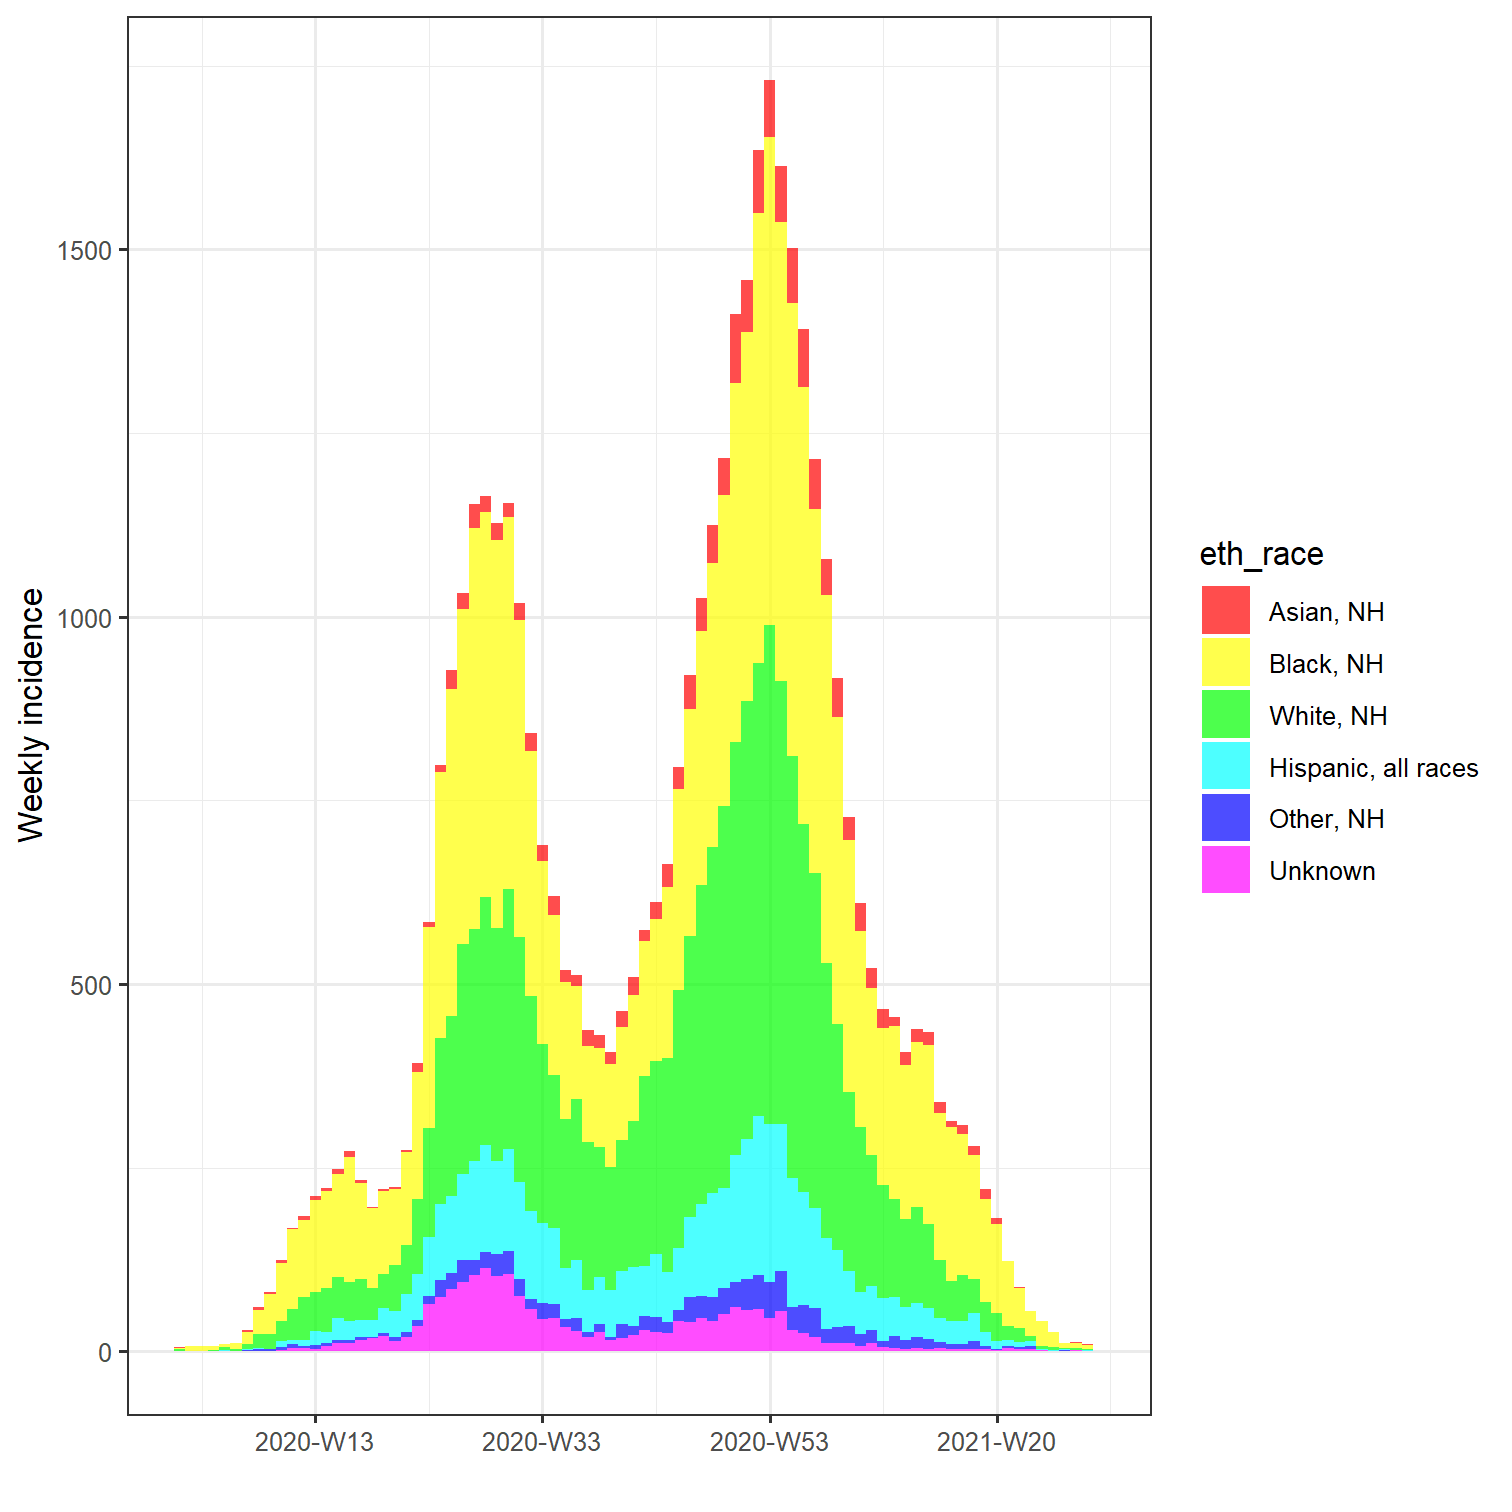 Weekly incidence
1500
1000
500
0
2020-W13
2020-W33
2020-W53
2021-W20
eth_race
Asian, NH
Black, NH
White, NH
Hispanic, all races
Other, NH
Unknown